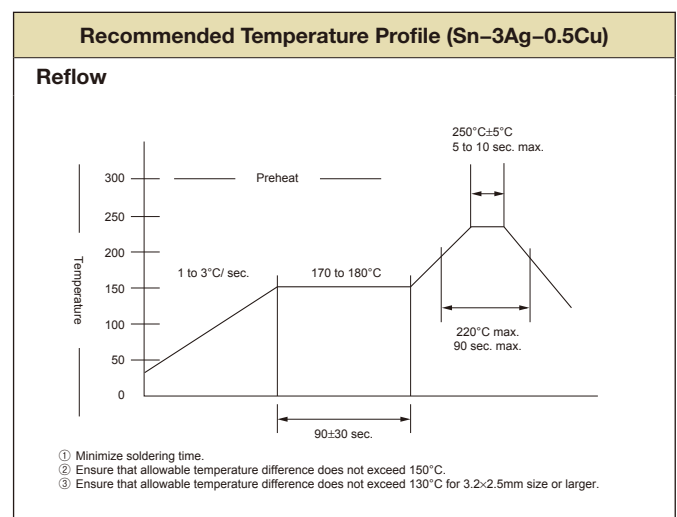 Recommended Temperature Profile (Sn−3Ag−0.5Cu)
Reflow
250°C±5°C
5 to 10 sec. max.
300
Preheat
250
200
1 to 3°C/ sec.
170 to 180°C
150
Temperature
220°C max.
90 sec. max.
100
50
0
90±30 sec.
① Minimize soldering time.
② Ensure that allowable temperature difference does not exceed 150°C.
③ Ensure that allowable temperature difference does not exceed 130°C for 3.2×2.5mm size or larger.